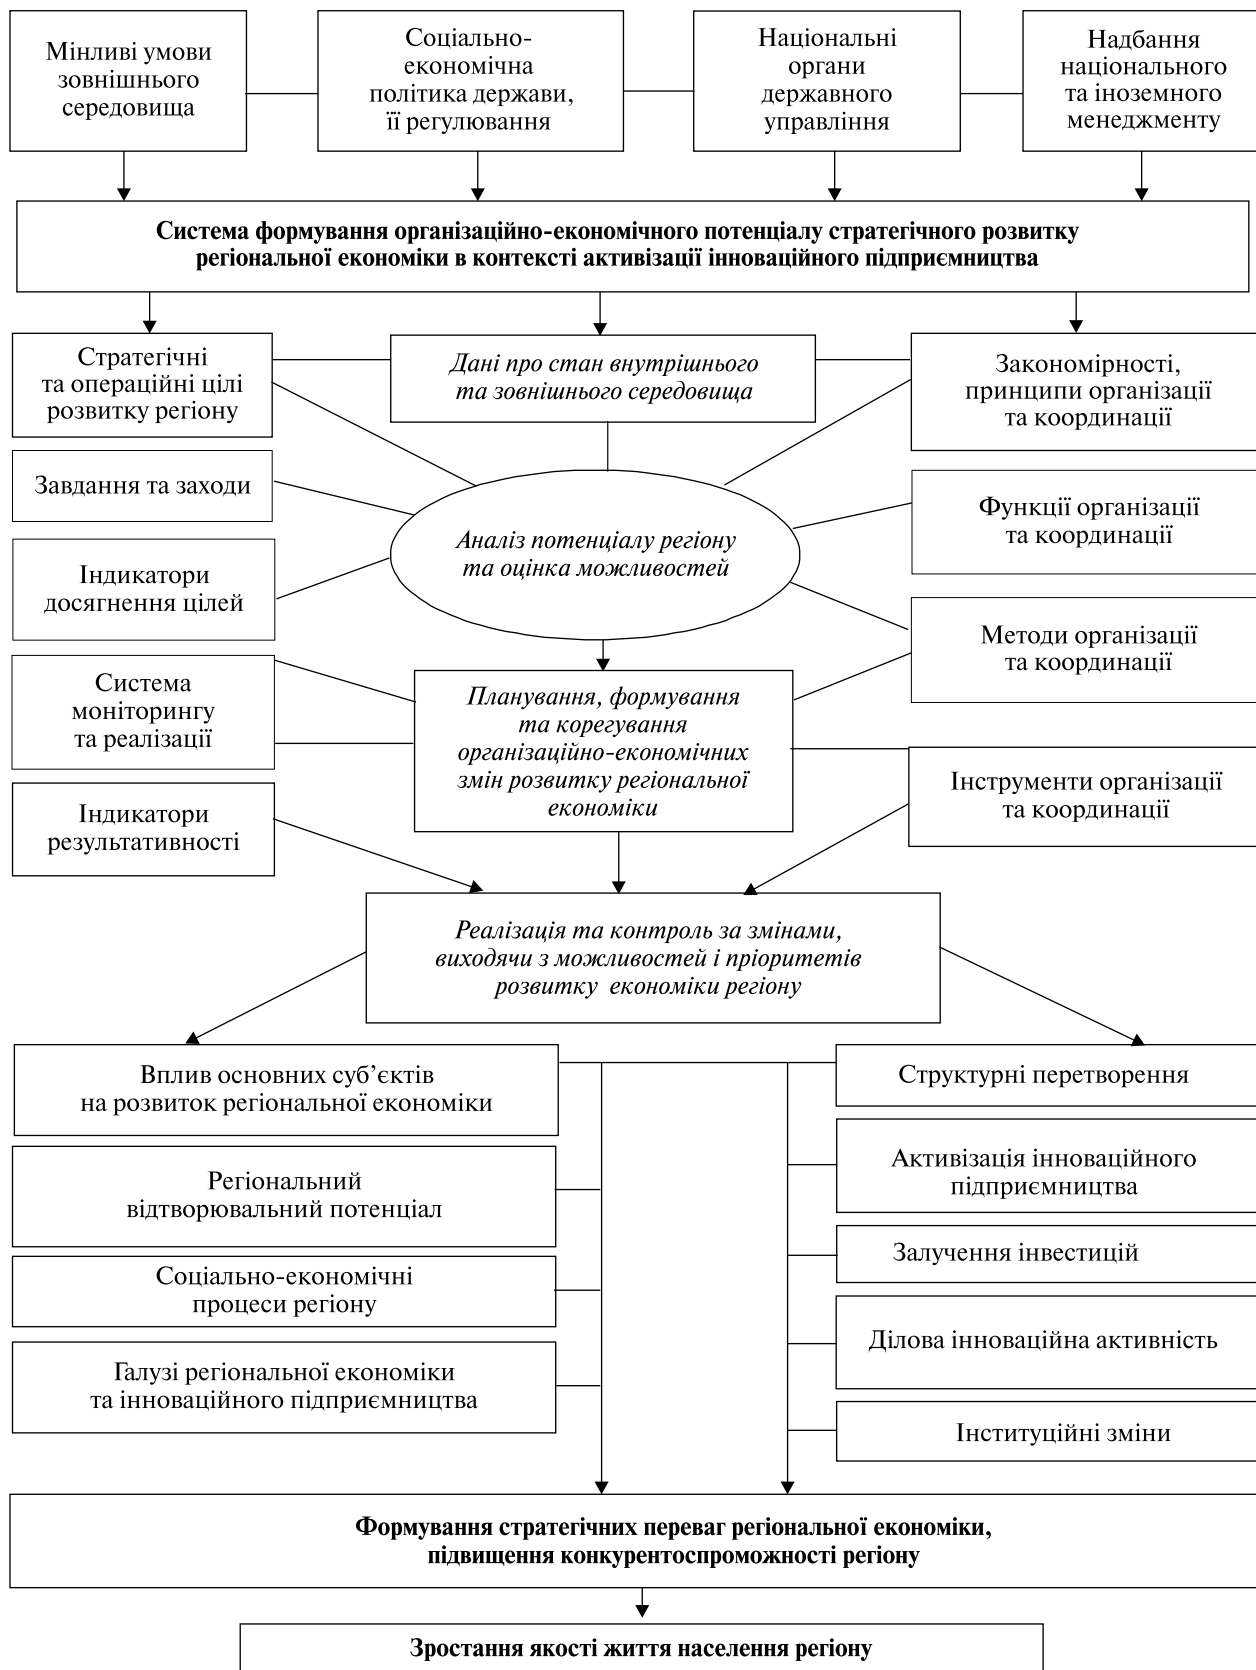 Мінливі умови
зовнішнього
середовища
Соціально-
економічна
політика держави,
її регулювання
Національні
органи
державного
управління
Надбання
національного
та іноземного
менеджменту
Система формування організаційно-економічного потенціалу стратегічного розвитку
регіональної економіки в контексті активізації інноваційного підприємництва
Стратегічні
та операційні цілі
розвитку регіону
Дані про стан внутрішнього
та зовнішнього середовища
Закономірності,
принципи організації
та координації
Завдання та заходи
Функції організації
та координації
Аналіз потенціалу регіону
та оцінка можливостей
Індикатори
досягнення цілей
Методи організації
та координації
Система
моніторингу
та реалізації
Планування, формування
та корегування
організаційно-економічних
змін розвитку регіональної
економіки
Інструменти організації
та координації
Індикатори
результативності
Реалізація та контроль за змінами,
виходячи з можливостей і пріоритетів
розвитку економіки регіону
Вплив основних суб’єктів
на розвиток регіональної економіки
Структурні перетворення
Регіональний
відтворювальний потенціал
Активізація інноваційного
підприємництва
Соціально-економічні
процеси регіону
Залучення інвестицій
Галузі регіональної економіки
та інноваційного підприємництва
Ділова інноваційна активність
Інституційні зміни
Формування стратегічних переваг регіональної економіки,
підвищення конкурентоспроможності регіону
Зростання якості життя населення регіону